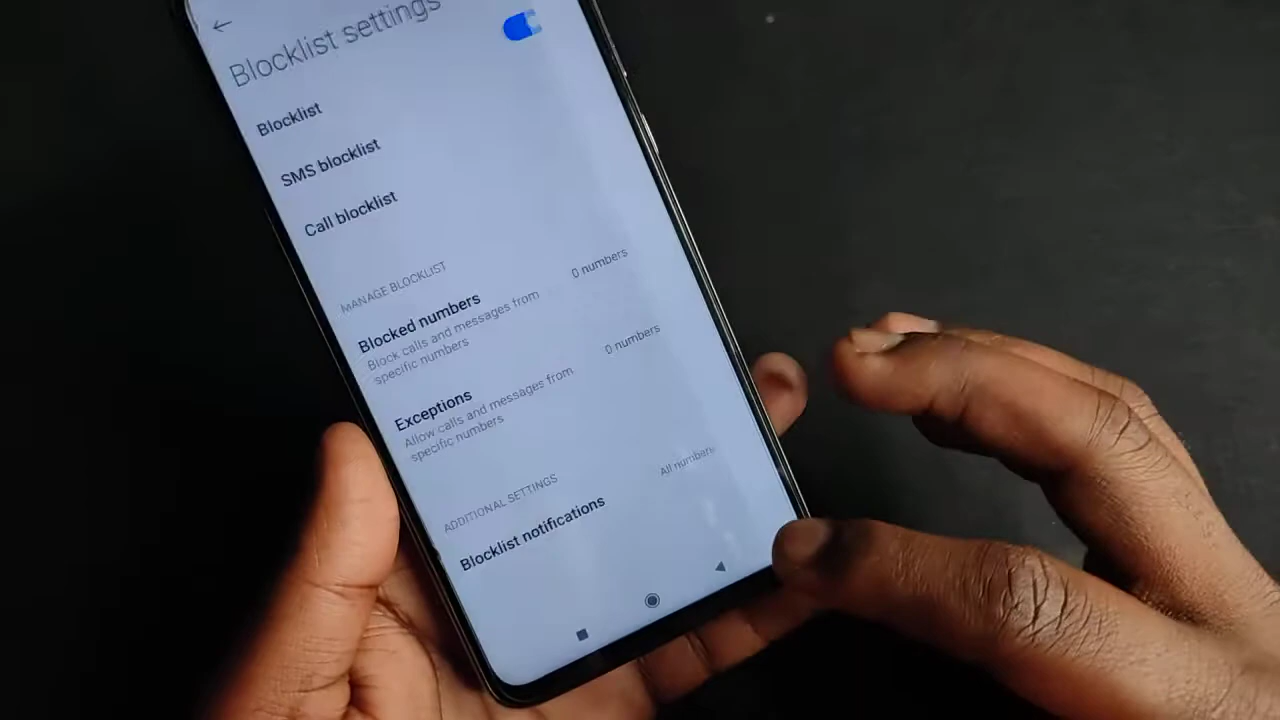 Blocklist settings
Blocklist
SMS blocklist
Call blocklist
MANAGE BLOCKLIST
Blocked numbers
Block calls and messages from
specific numbers
0 numbers
Exceptions
Allow calls and messages from
specific numbers
0 numbers
ADDITIONAL SETTINGS
Blocklist notifications
All numbers